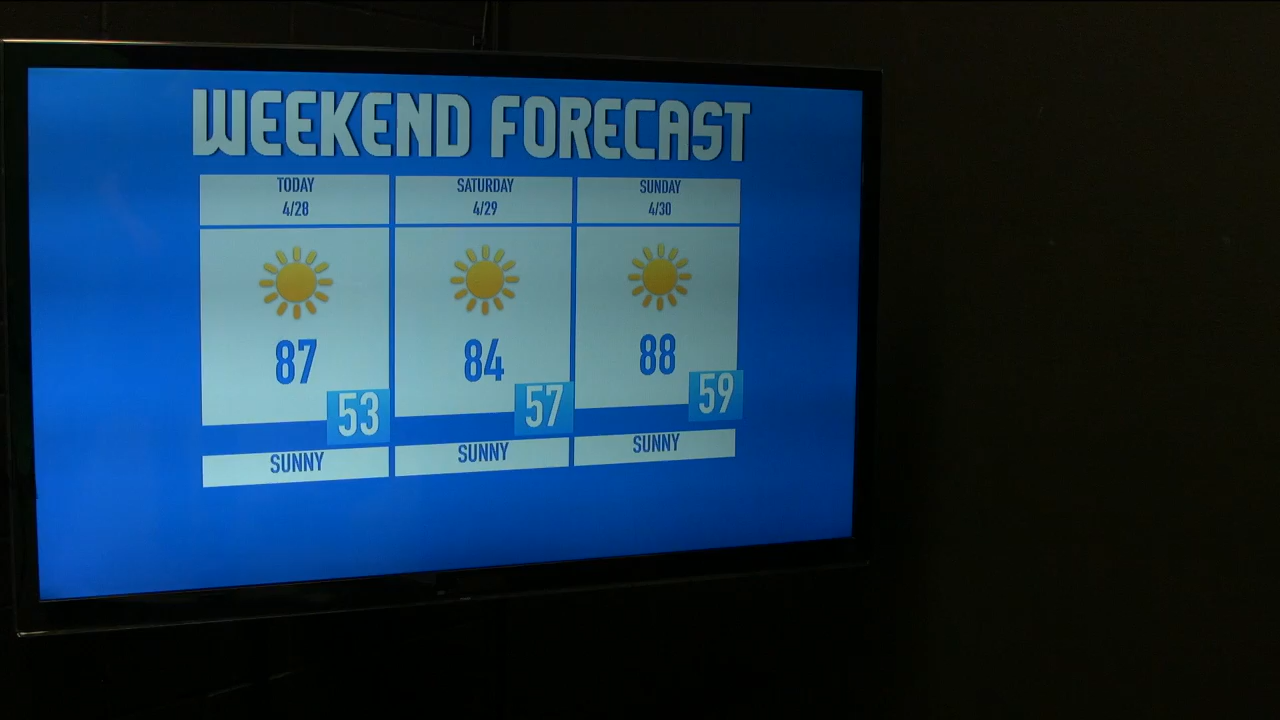 WEEKEND FORECAST
TODAY
4/28
87
53
SUNNY
SATURDAY
4/29
84
57
SUNNY
SUNDAY
4/30
88
59
SUNNY